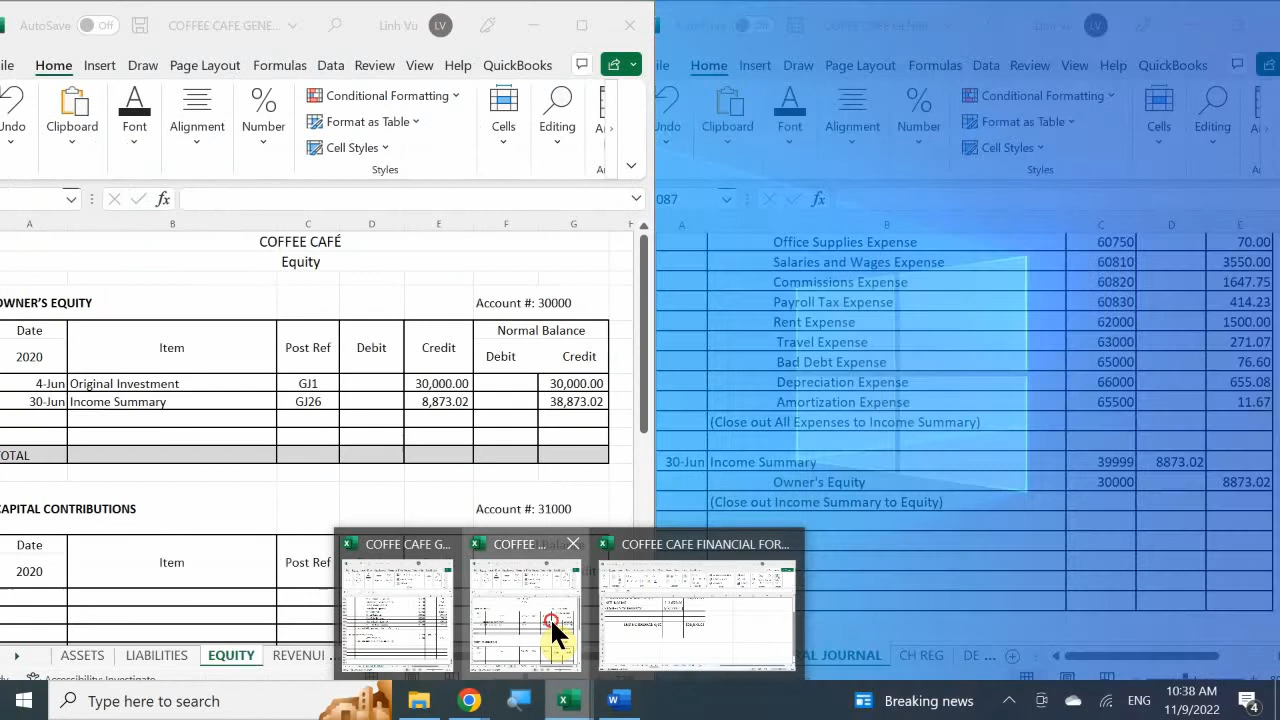 AutoSave Off COFFEE CAFE GENE... Linh Vu LV
ile Home Insert Draw Page Layout Formulas Data Review View Help QuickBooks
Undo Clipboard Font Alignment Number Conditional Formatting Format as Table Cell Styles Styles Cells Editing
fx
A B C D E F G H
COFFEE CAFÉ
Equity
OWNER'S EQUITY Account #: 30000
Date Item Post Ref Debit Credit Normal Balance
2020 Debit Credit
4-Jun Original Investment GJ1 30,000.00 30,000.00
30-Jun Income Summary GJ26 8,873.02 38,873.02
TOTAL
CAPITAL CONTRIBUTIONS Account #: 31000
Date Item Post Ref
2020
ASSETS LIABILITIES EQUITY REVENUI ...
Linh Vu LV
ile Home Insert Draw Page Layout Formulas Data Review View Help QuickBooks
Undo Clipboard Font Alignment Number Conditional Formatting Format as Table Cell Styles Styles Cells Editing
087 fx
A B C D E
Office Supplies Expense 60750 70.00
Salaries and Wages Expense 60810 3550.00
Commissions Expense 60820 1647.75
Payroll Tax Expense 60830 414.23
Rent Expense 62000 1500.00
Travel Expense 63000 271.07
Bad Debt Expense 65000 76.60
Depreciation Expense 66000 655.08
Amortization Expense 65500 11.67
(Close out All Expenses to Income Summary)
30-Jun Income Summary 39999 8873.02
Owner's Equity 30000 8873.02
(Close out Income Summary to Equity)
AL JOURNAL CH REG DE ...
COFFE CAFE G... COFFEE ... COFFEE CAFE FINANCIAL FOR...
Type here to search
Breaking news ENG 10:38 AM
11/9/2022 4